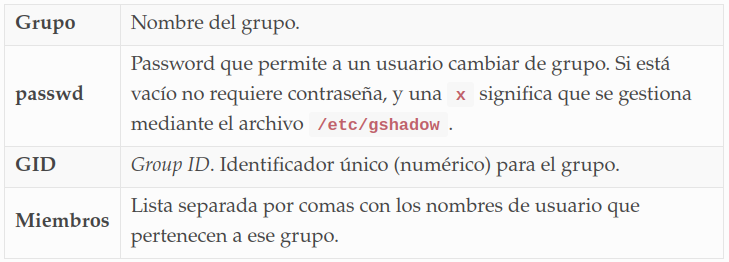 Grupo Nombre del grupo.
Password que permite a un usuario cambiar de grupo. Si está
passwd vacío no requiere contraseña, y una x significa que se gestiona
mediante el archivo /etc/gshadow .
GID Group ID. Identificador único (numérico) para el grupo.
Miembros Lista separada por comas con los nombres de usuario que
pertenecen a ese grupo.